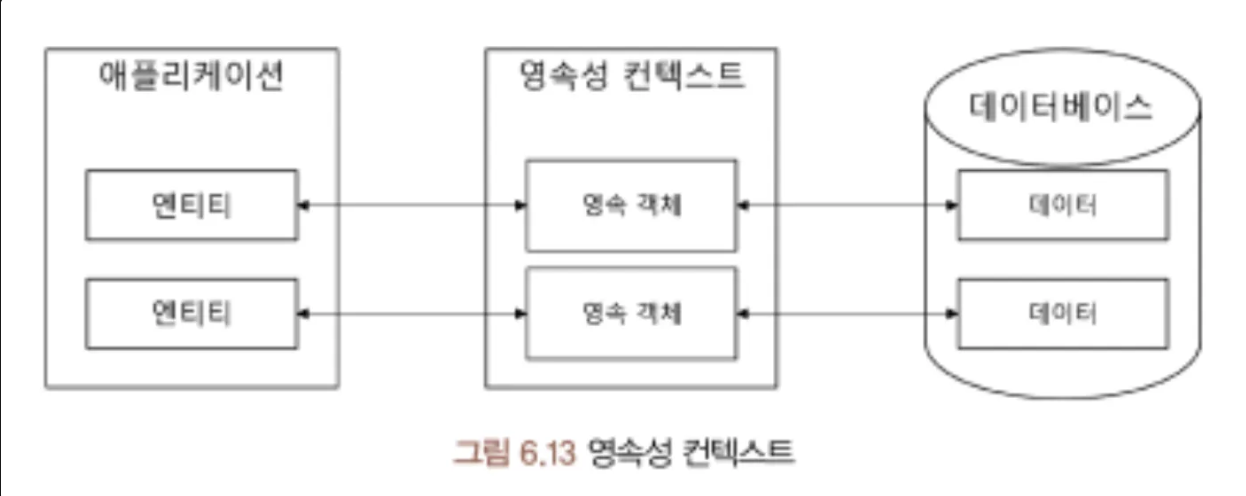 애플리케이션
영속성 컨텍스트
데이터베이스
엔티티
영속 객체
데이터
엔티티
영속 객체
데이터
그림 6.13 영속성 컨텍스트